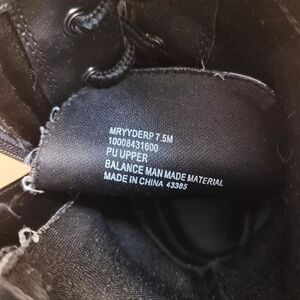 MRYYDERP 7.5M
10008431600
PU UPPER
BALANCE MAN MADE MATERIAL
MADE IN CHINA 43385